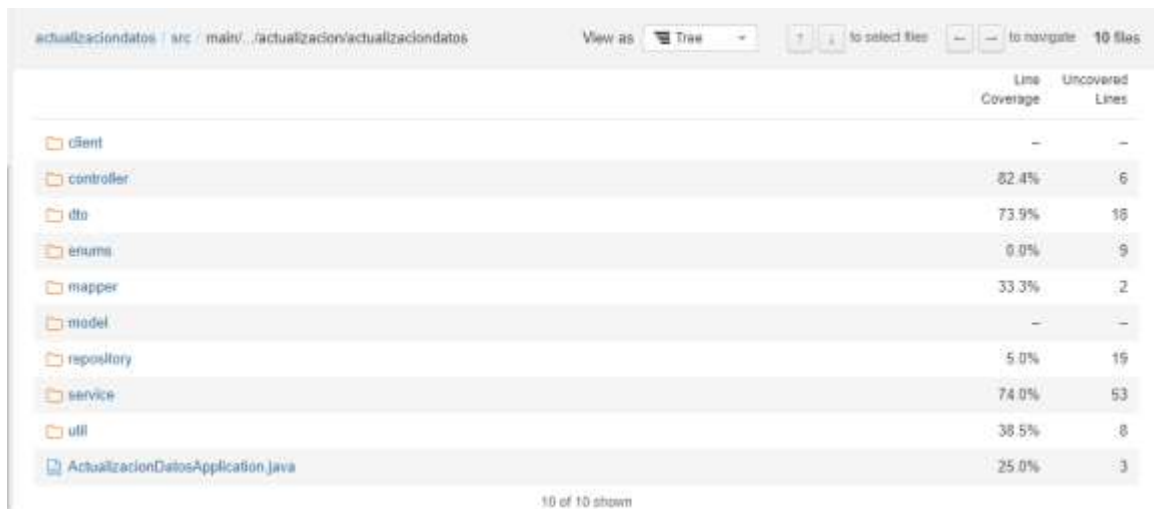 actualizaciondatos / src / main/.../actualizacion/actualizaciondatos View as Tree ↑ ↓ to select files ← → to navigate 10 files
Line Coverage Uncovered Lines
client – –
controller 82.4% 6
dto 73.9% 18
enums 0.0% 9
mapper 33.3% 2
model – –
repository 5.0% 19
service 74.0% 53
util 38.5% 8
ActualizacionDatosApplication.java 25.0% 3
10 of 10 shown